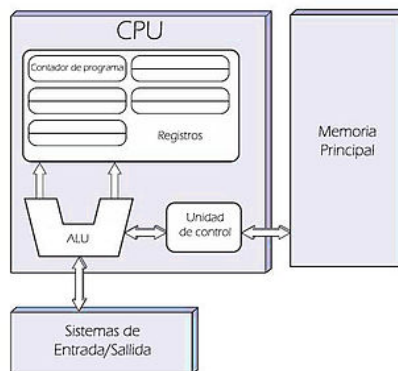 CPU
Contador de programa
Registros
Memoria
Principal
ALU
Unidad
de control
Sistemas de
Entrada/Sallida